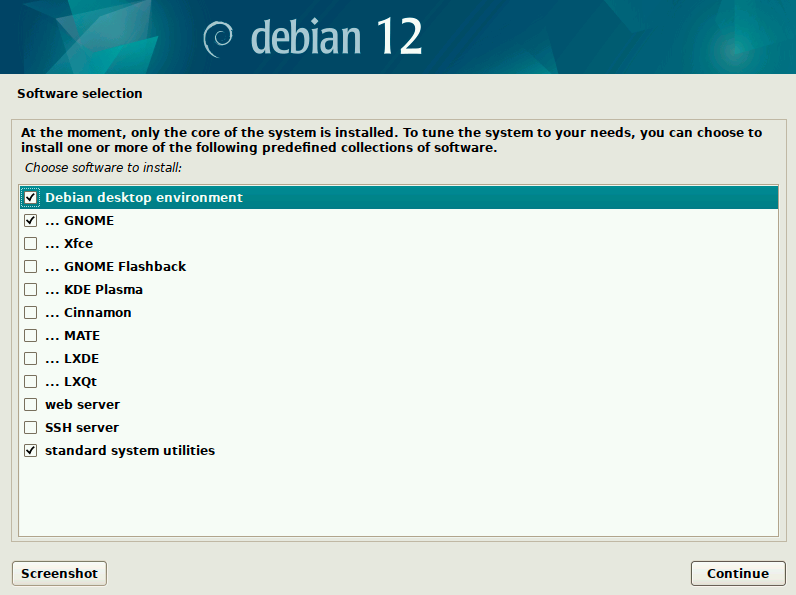 debian 12
Software selection
At the moment, only the core of the system is installed. To tune the system to your needs, you can choose to
install one or more of the following predefined collections of software.
Choose software to install:
Debian desktop environment
... GNOME
... Xfce
... GNOME Flashback
... KDE Plasma
... Cinnamon
... MATE
... LXDE
... LXQt
web server
SSH server
standard system utilities
Screenshot
Continue